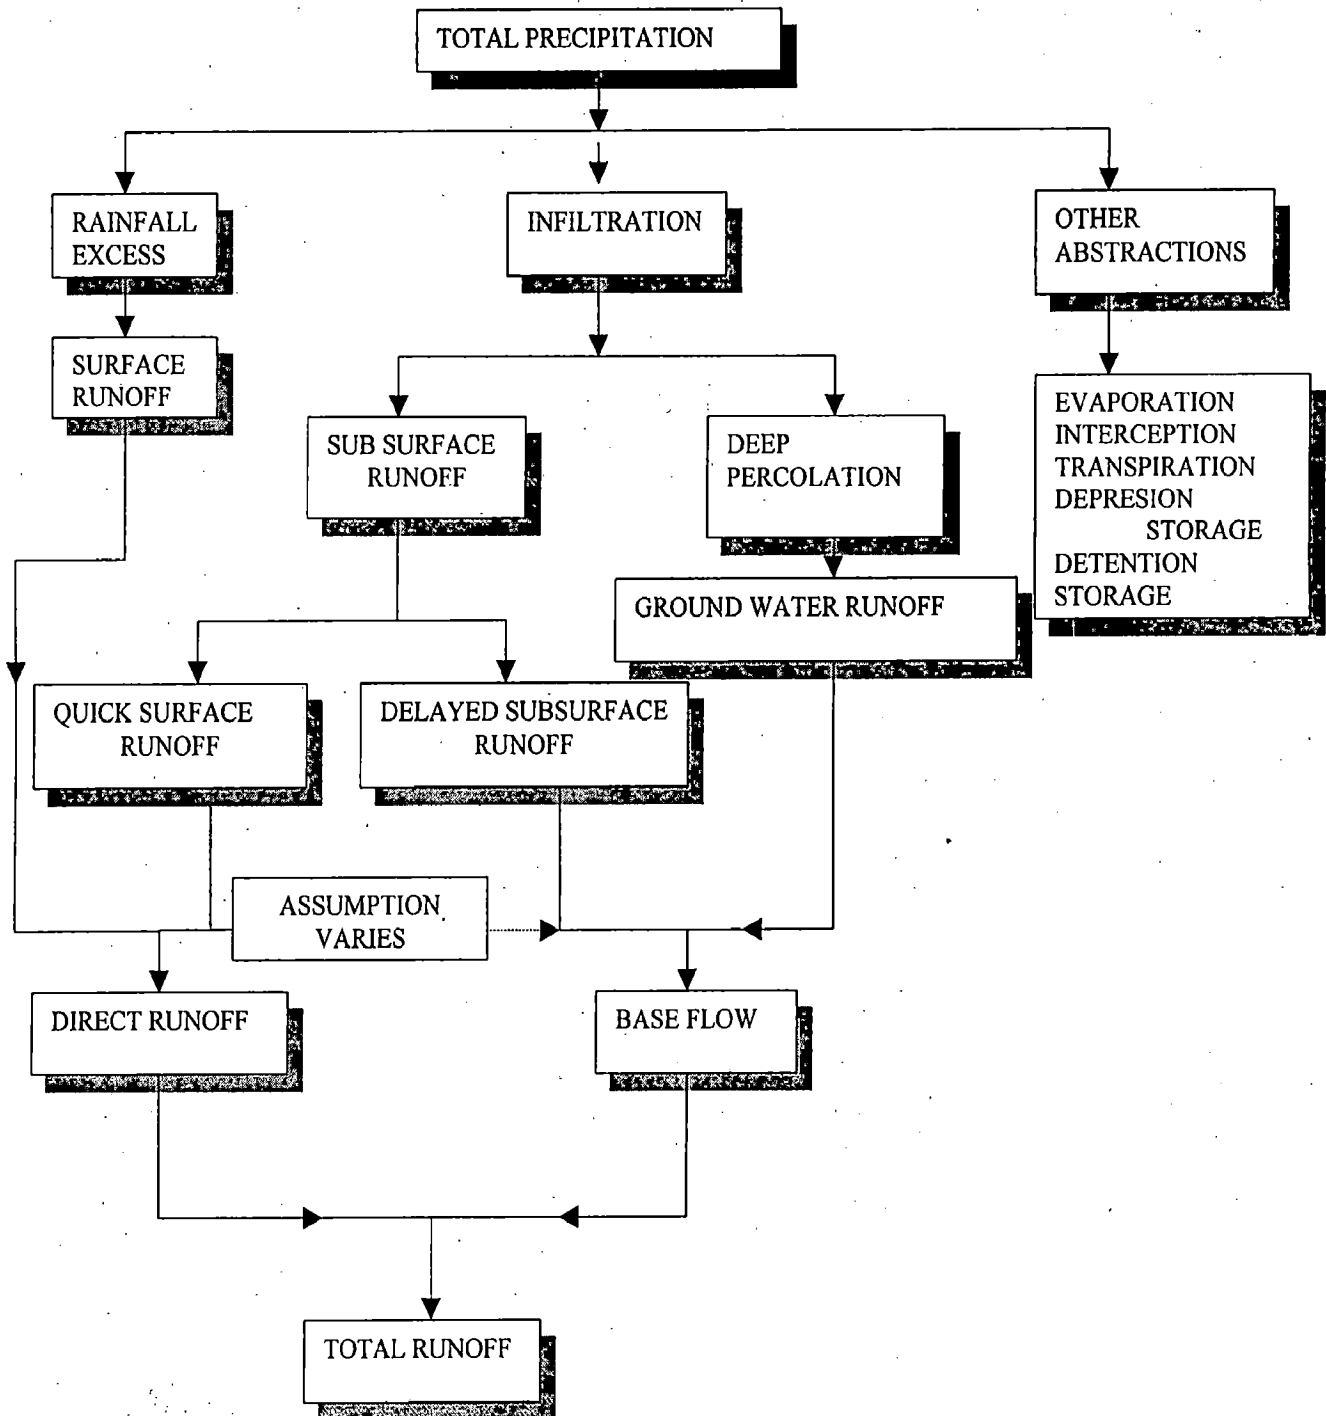 TOTAL PRECIPITATION
RAINFALL
EXCESS
INFILTRATION
OTHER
ABSTRACTIONS
SURFACE
RUNOFF
SUB SURFACE
RUNOFF
DEEP
PERCOLATION
EVAPORATION
INTERCEPTION
TRANSPIRATION
DEPRESION
STORAGE
DETENTION
STORAGE
GROUND WATER RUNOFF
QUICK SURFACE
RUNOFF
DELAYED SUBSURFACE
RUNOFF
ASSUMPTION
VARIES
DIRECT RUNOFF
BASE FLOW
TOTAL RUNOFF